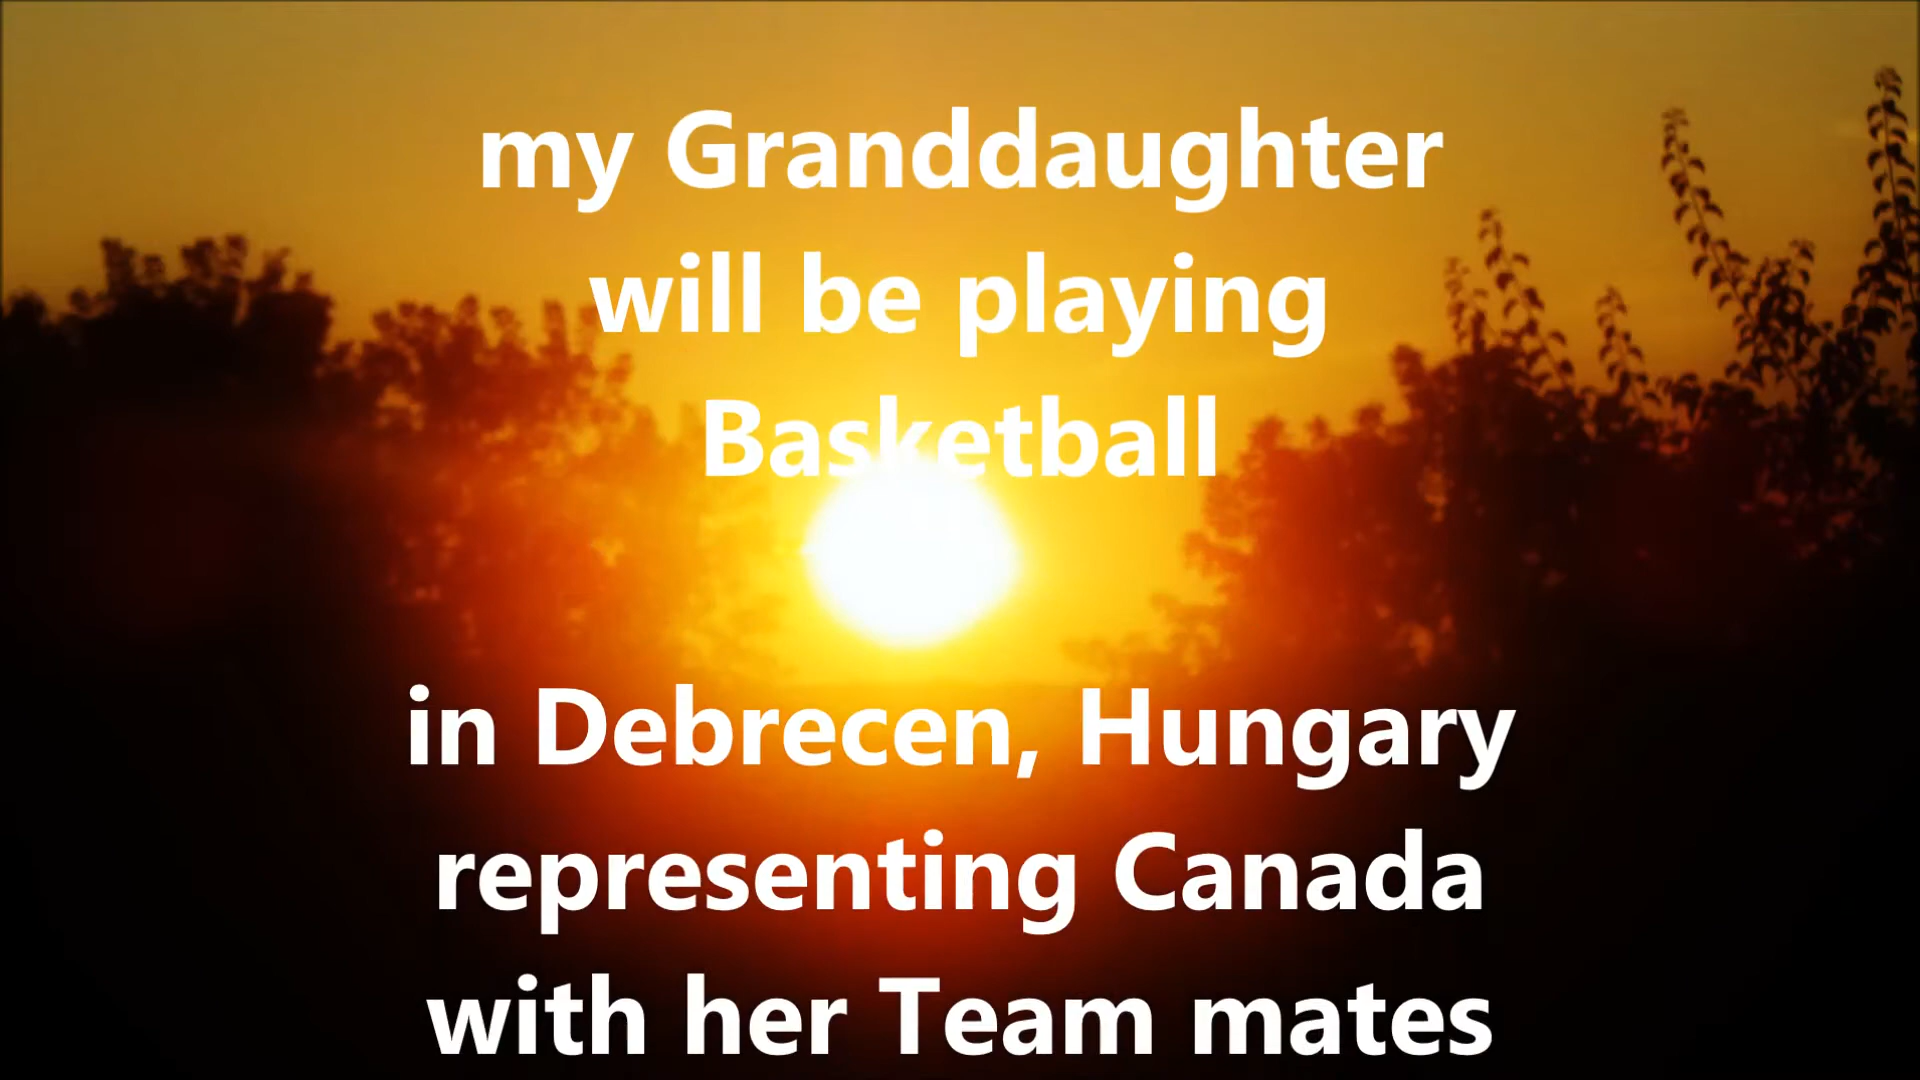 my Granddaughter
will be playing
Basketball
in Debrecen, Hungary
representing Canada
with her Team mates